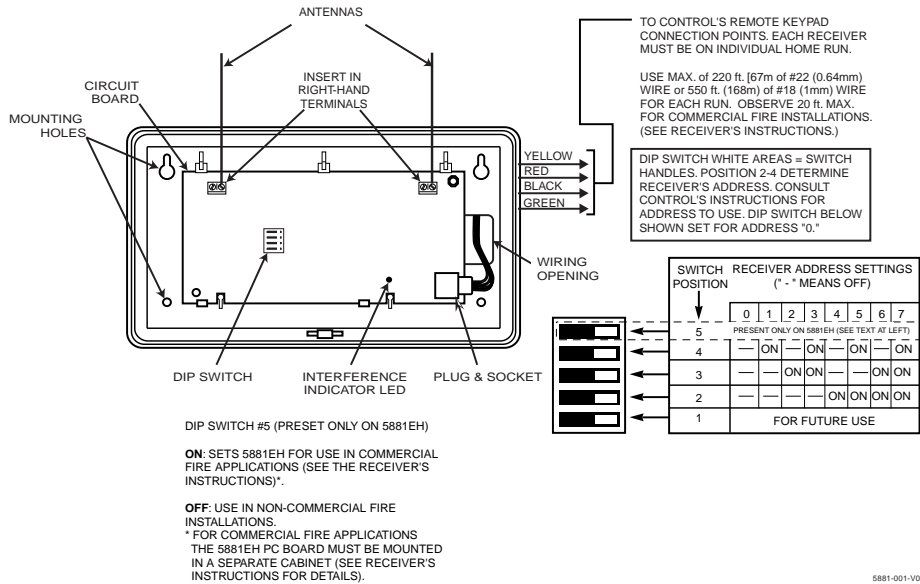 ANTENNAS
CIRCUIT
BOARD
INSERT IN
RIGHT-HAND
TERMINALS
MOUNTING
HOLES
YELLOW
RED
BLACK
GREEN
WIRING
OPENING
DIP SWITCH
INTERFERENCE
INDICATOR LED
PLUG & SOCKET
TO CONTROL'S REMOTE KEYPAD
CONNECTION POINTS. EACH RECEIVER
MUST BE ON INDIVIDUAL HOME RUN.
USE MAX. of 220 ft. [67m of #22 (0.64mm)
WIRE or 550 ft. (168m) of #18 (1mm) WIRE
FOR EACH RUN. OBSERVE 20 ft. MAX.
FOR COMMERCIAL FIRE INSTALLATIONS.
(SEE RECEIVER'S INSTRUCTIONS.)
DIP SWITCH WHITE AREAS = SWITCH
HANDLES. POSITION 2-4 DETERMINE
RECEIVER'S ADDRESS. CONSULT
CONTROL'S INSTRUCTIONS FOR
ADDRESS TO USE. DIP SWITCH BELOW
SHOWN SET FOR ADDRESS "0."
SWITCH
POSITION
RECEIVER ADDRESS SETTINGS
(" - " MEANS OFF)
0 1 2 3 4 5 6 7
5 PRESENT ONLY ON 5881EH (SEE TEXT AT LEFT)
4 — ON — ON — ON — ON
3 — — ON ON — — ON ON
2 — — — — ON ON ON ON
1 FOR FUTURE USE
DIP SWITCH #5 (PRESET ONLY ON 5881EH)
ON: SETS 5881EH FOR USE IN COMMERCIAL
FIRE APPLICATIONS (SEE THE RECEIVER'S
INSTRUCTIONS)*.
OFF: USE IN NON-COMMERCIAL FIRE
INSTALLATIONS.
* FOR COMMERCIAL FIRE APPLICATIONS
THE 5881EH PC BOARD MUST BE MOUNTED
IN A SEPARATE CABINET (SEE RECEIVER'S
INSTRUCTIONS FOR DETAILS).
5881-001-V0